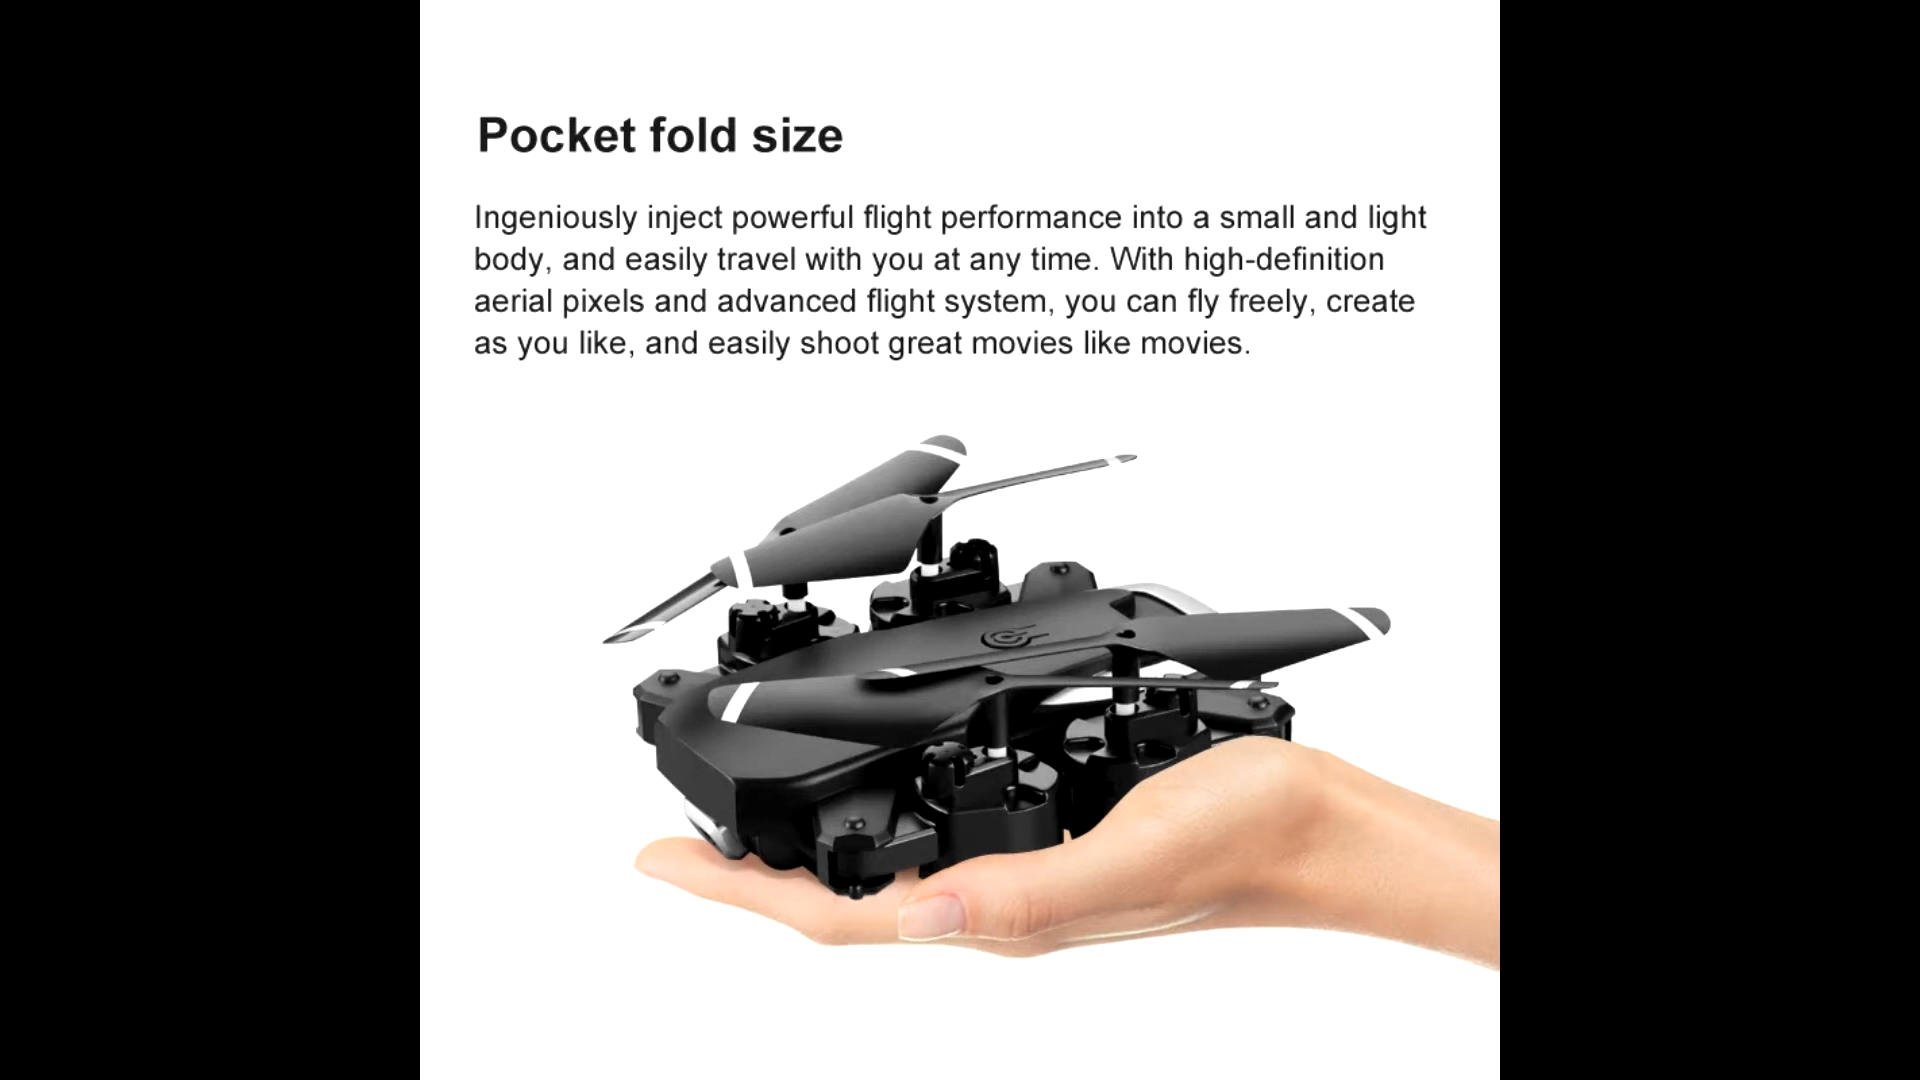 Pocket fold size
Ingeniously inject powerful flight performance into a small and light
body, and easily travel with you at any time. With high-definition
aerial pixels and advanced flight system, you can fly freely, create
as you like, and easily shoot great movies like movies.